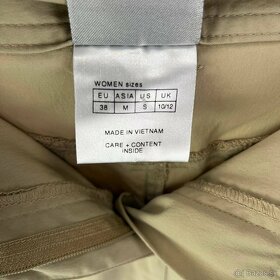 WOMEN SIZES
EU ASIA US UK
38 M S 10/12
MADE IN VIETNAM
CARE + CONTENT
INSIDE